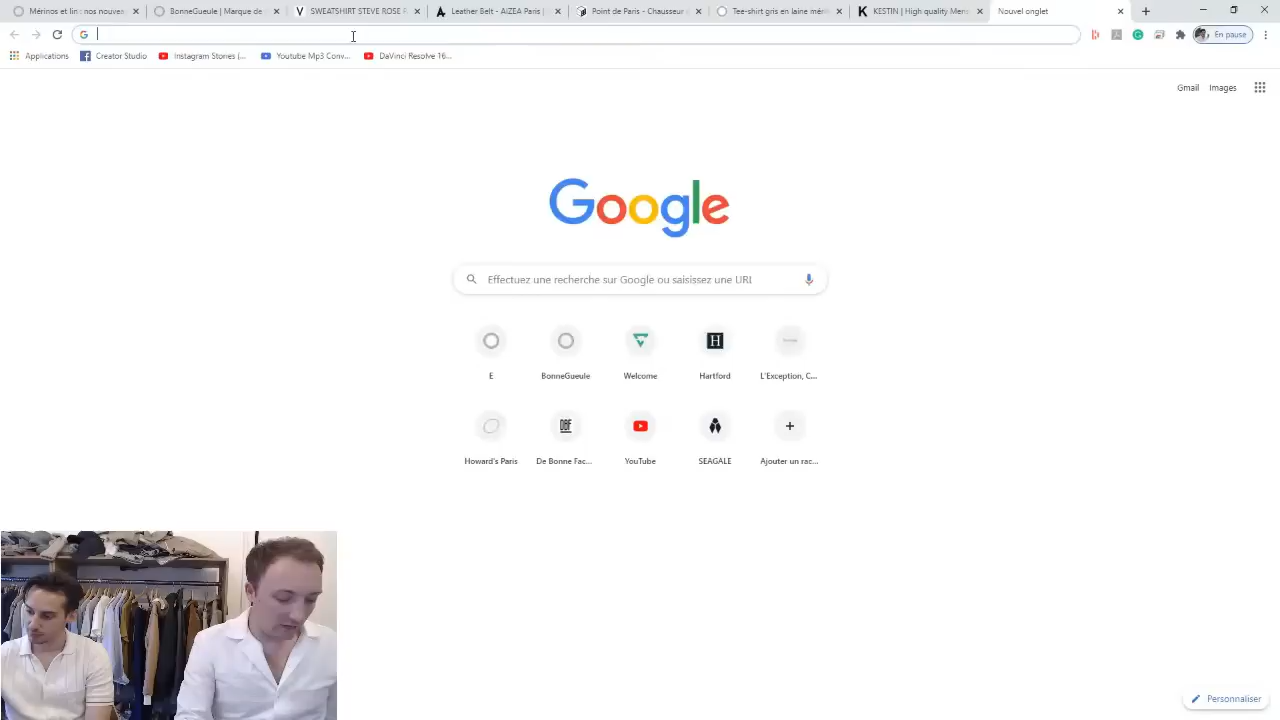 Mérinos et lin : nos nouve
BonneGueule | Marque de
SWEATSHIRT STEVE ROSE F
Leather Belt - AIZEA Paris |
Point de Paris - Chausseur
Tee-shirt gris en laine méri
KESTIN | High quality Men
Nouvel onglet
En pause
Applications
Creator Studio
Instagram Stories (...
Youtube Mp3 Conv...
DaVinci Resolve 16...
Gmail
Images
Google
Effectuez une recherche sur Google ou saisissez une URL
E
BonneGueule
Welcome
H
Hartford
L'Exception, C...
Howard's Paris
DBF
De Bonne Fac...
YouTube
SEAGALE
Ajouter un rac...
Personnaliser